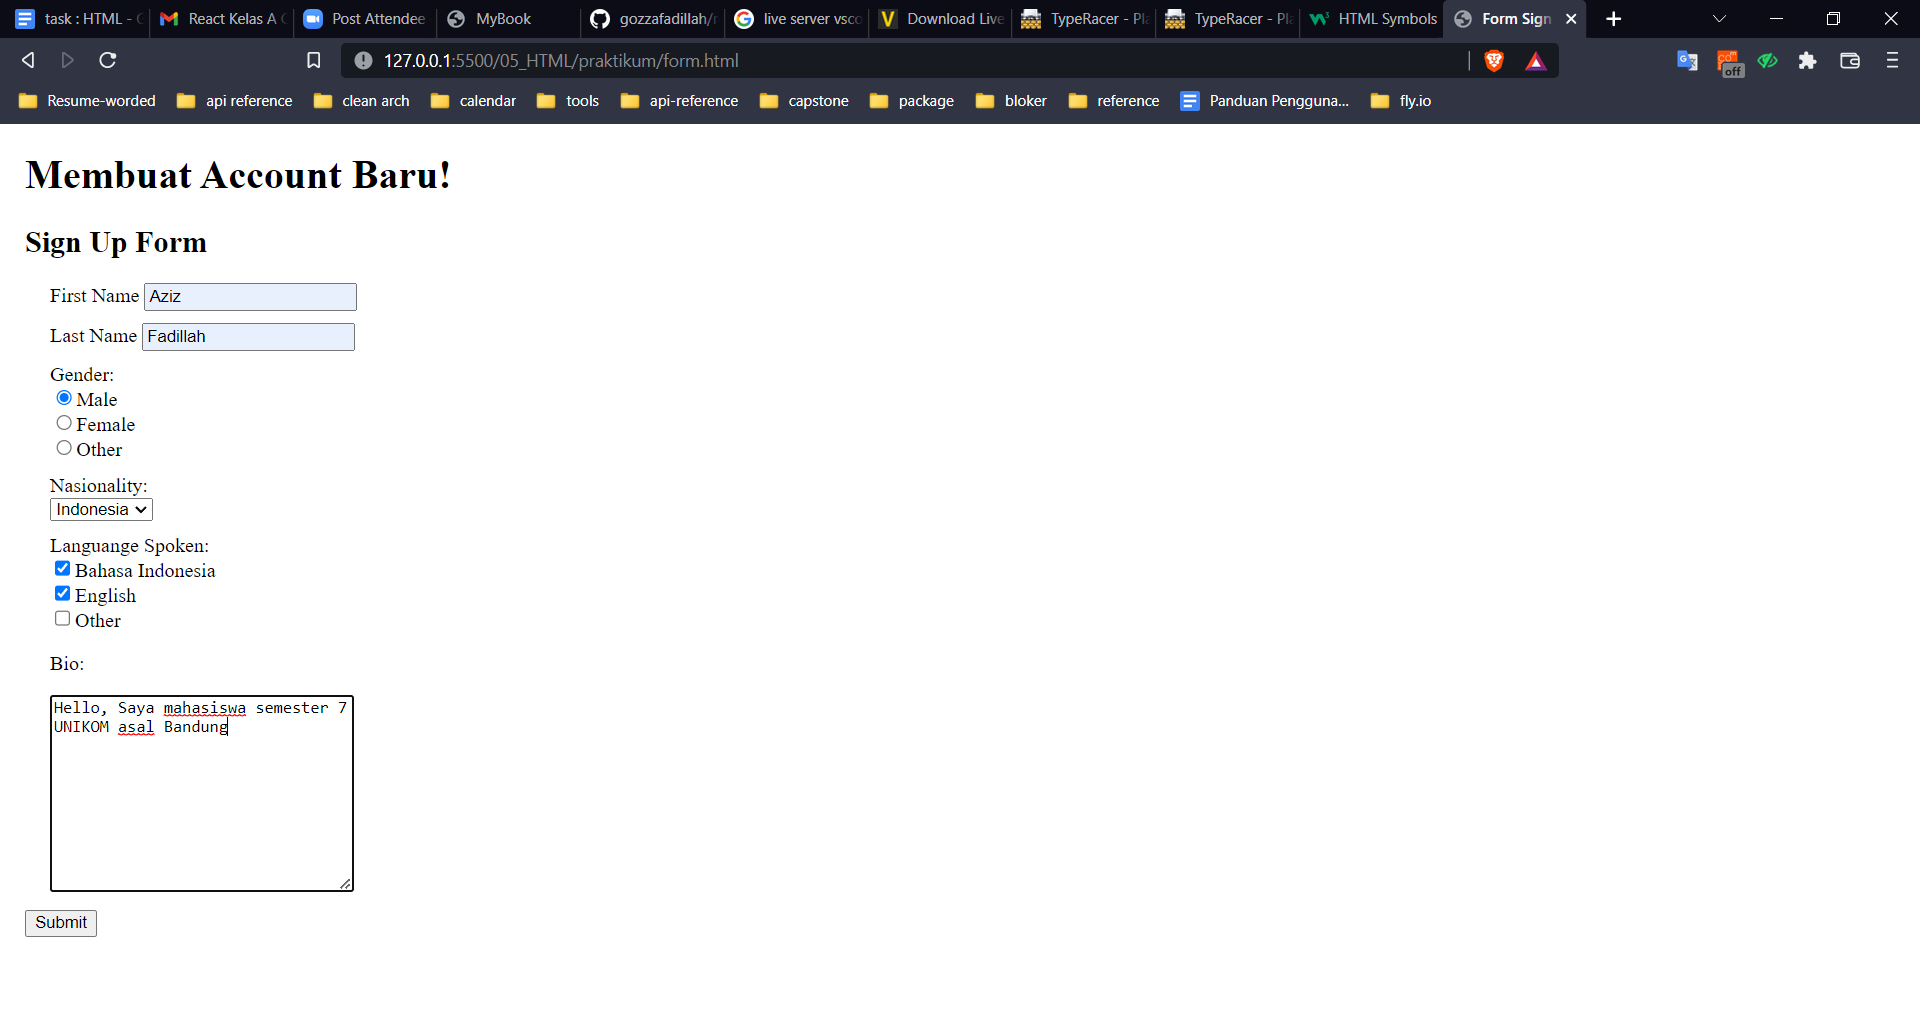 task : HTML -
React Kelas A
Post Attendee
MyBook
gozzafadillah/r
live server vsco
Download Live
TypeRacer - Pla
TypeRacer - Pla
HTML Symbols
Form Sign
127.0.0.1:5500/05_HTML/praktikum/form.html
off
Resume-worded
api reference
clean arch
calendar
tools
api-reference
capstone
package
bloker
reference
Panduan Pengguna...
fly.io
Membuat Account Baru!
Sign Up Form
First Name Aziz
Last Name Fadillah
Gender:
Male
Female
Other
Nasionality:
Indonesia
Languange Spoken:
Bahasa Indonesia
English
Other
Bio:
Hello, Saya mahasiswa semester 7
UNIKOM asal Bandung
Submit